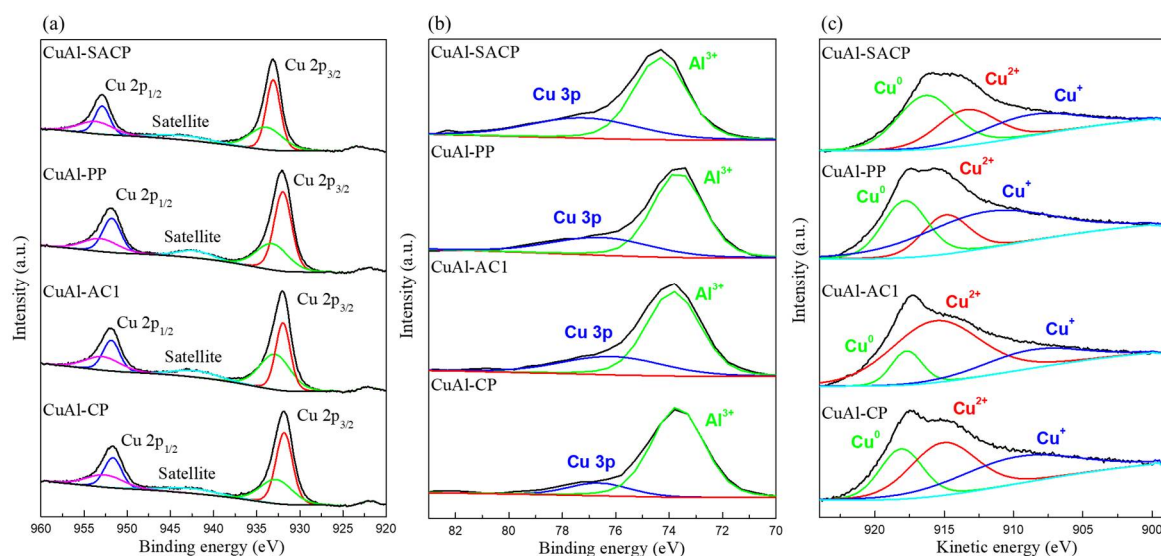 (a)
CuAl-SACP
Cu 2p1/2
Satellite
Cu 2p3/2
CuAl-PP
Cu 2p1/2
Satellite
Cu 2p3/2
CuAl-AC1
Cu 2p1/2
Satellite
Cu 2p3/2
CuAl-CP
Cu 2p1/2
Satellite
Cu 2p3/2
Intensity (a.u.)
960 955 950 945 940 935 930 925 920
Binding energy (eV)
(b)
CuAl-SACP
Cu 3p
Al3+
CuAl-PP
Cu 3p
Al3+
CuAl-AC1
Cu 3p
Al3+
CuAl-CP
Cu 3p
Al3+
Intensity (a.u.)
82 80 78 76 74 72 70
Binding energy (eV)
(c)
CuAl-SACP
Cu0
Cu2+
Cu+
CuAl-PP
Cu0
Cu2+
Cu+
CuAl-AC1
Cu0
Cu2+
Cu+
CuAl-CP
Cu0
Cu2+
Cu+
Intensity (a.u.)
920 915 910 905 900
Kinetic energy (eV)